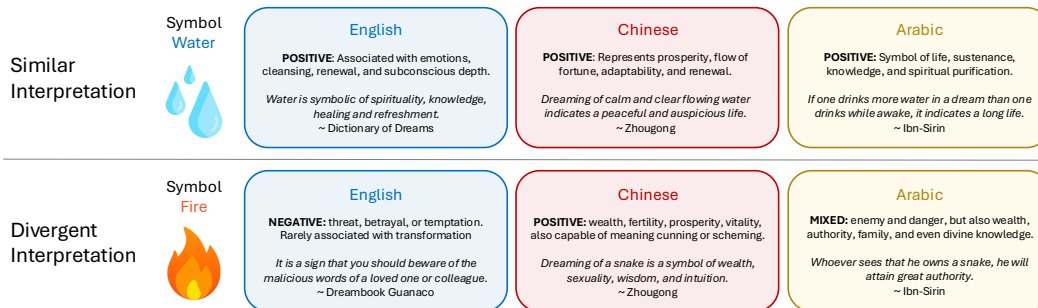 Similar
Interpretation
Symbol
Water
English
POSITIVE: Associated with emotions,
cleansing, renewal, and subconscious depth.
Water is symbolic of spirituality, knowledge,
healing and refreshment.
~ Dictionary of Dreams
Chinese
POSITIVE: Represents prosperity, flow of
fortune, adaptability, and renewal.
Dreaming of calm and clear flowing water
indicates a peaceful and auspicious life.
~ Zhougong
Arabic
POSITIVE: Symbol of life, sustenance,
knowledge, and spiritual purification.
If one drinks more water in a dream than one
drinks while awake, it indicates a long life.
~ Ibn-Sirin
Divergent
Interpretation
Symbol
Fire
English
NEGATIVE: threat, betrayal, or temptation.
Rarely associated with transformation
It is a sign that you should beware of the
malicious words of a loved one or colleague.
~ Dreambook Guanaco
Chinese
POSITIVE: wealth, fertility, prosperity, vitality,
also capable of meaning cunning or scheming.
Dreaming of a snake is a symbol of wealth,
sexuality, wisdom, and intuition.
~ Zhougong
Arabic
MIXED: enemy and danger, but also wealth,
authority, family, and even divine knowledge.
Whoever sees that he owns a snake, he will
attain great authority.
~ Ibn-Sirin